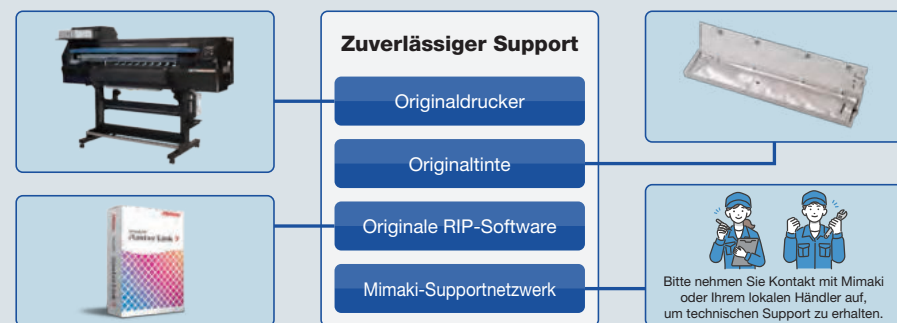 Zuverlässiger Support
Originaldrucker
Originaltinte
Originale RIP-Software
Mimaki-Supportnetzwerk
Bitte nehmen Sie Kontakt mit Mimaki
oder Ihrem lokalen Händler auf,
um technischen Support zu erhalten.